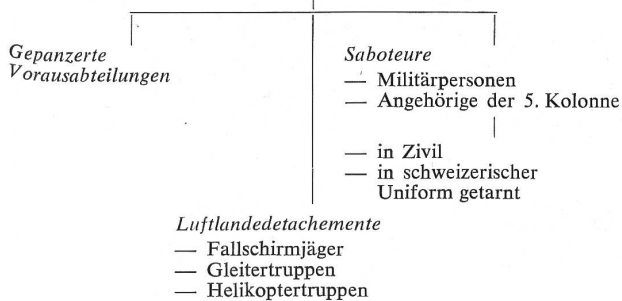 Gepanzerte
Vorausabteilungen
Saboteure
— Militärpersonen
— Angehörige der 5. Kolonne
— in Zivil
— in schweizerischer
Uniform getarnt
Luftlandedetachemente
— Fallschirmjäger
— Gleitertruppen
— Helikoptertruppen